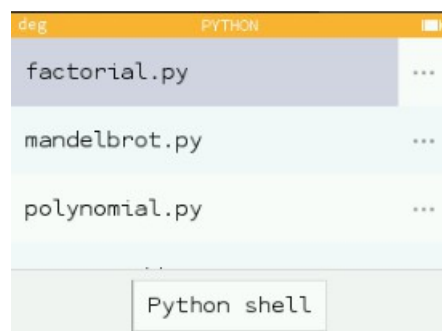 deg PYTHON
factorial.py ...
mandelbrot.py ...
polynomial.py ...
Python shell